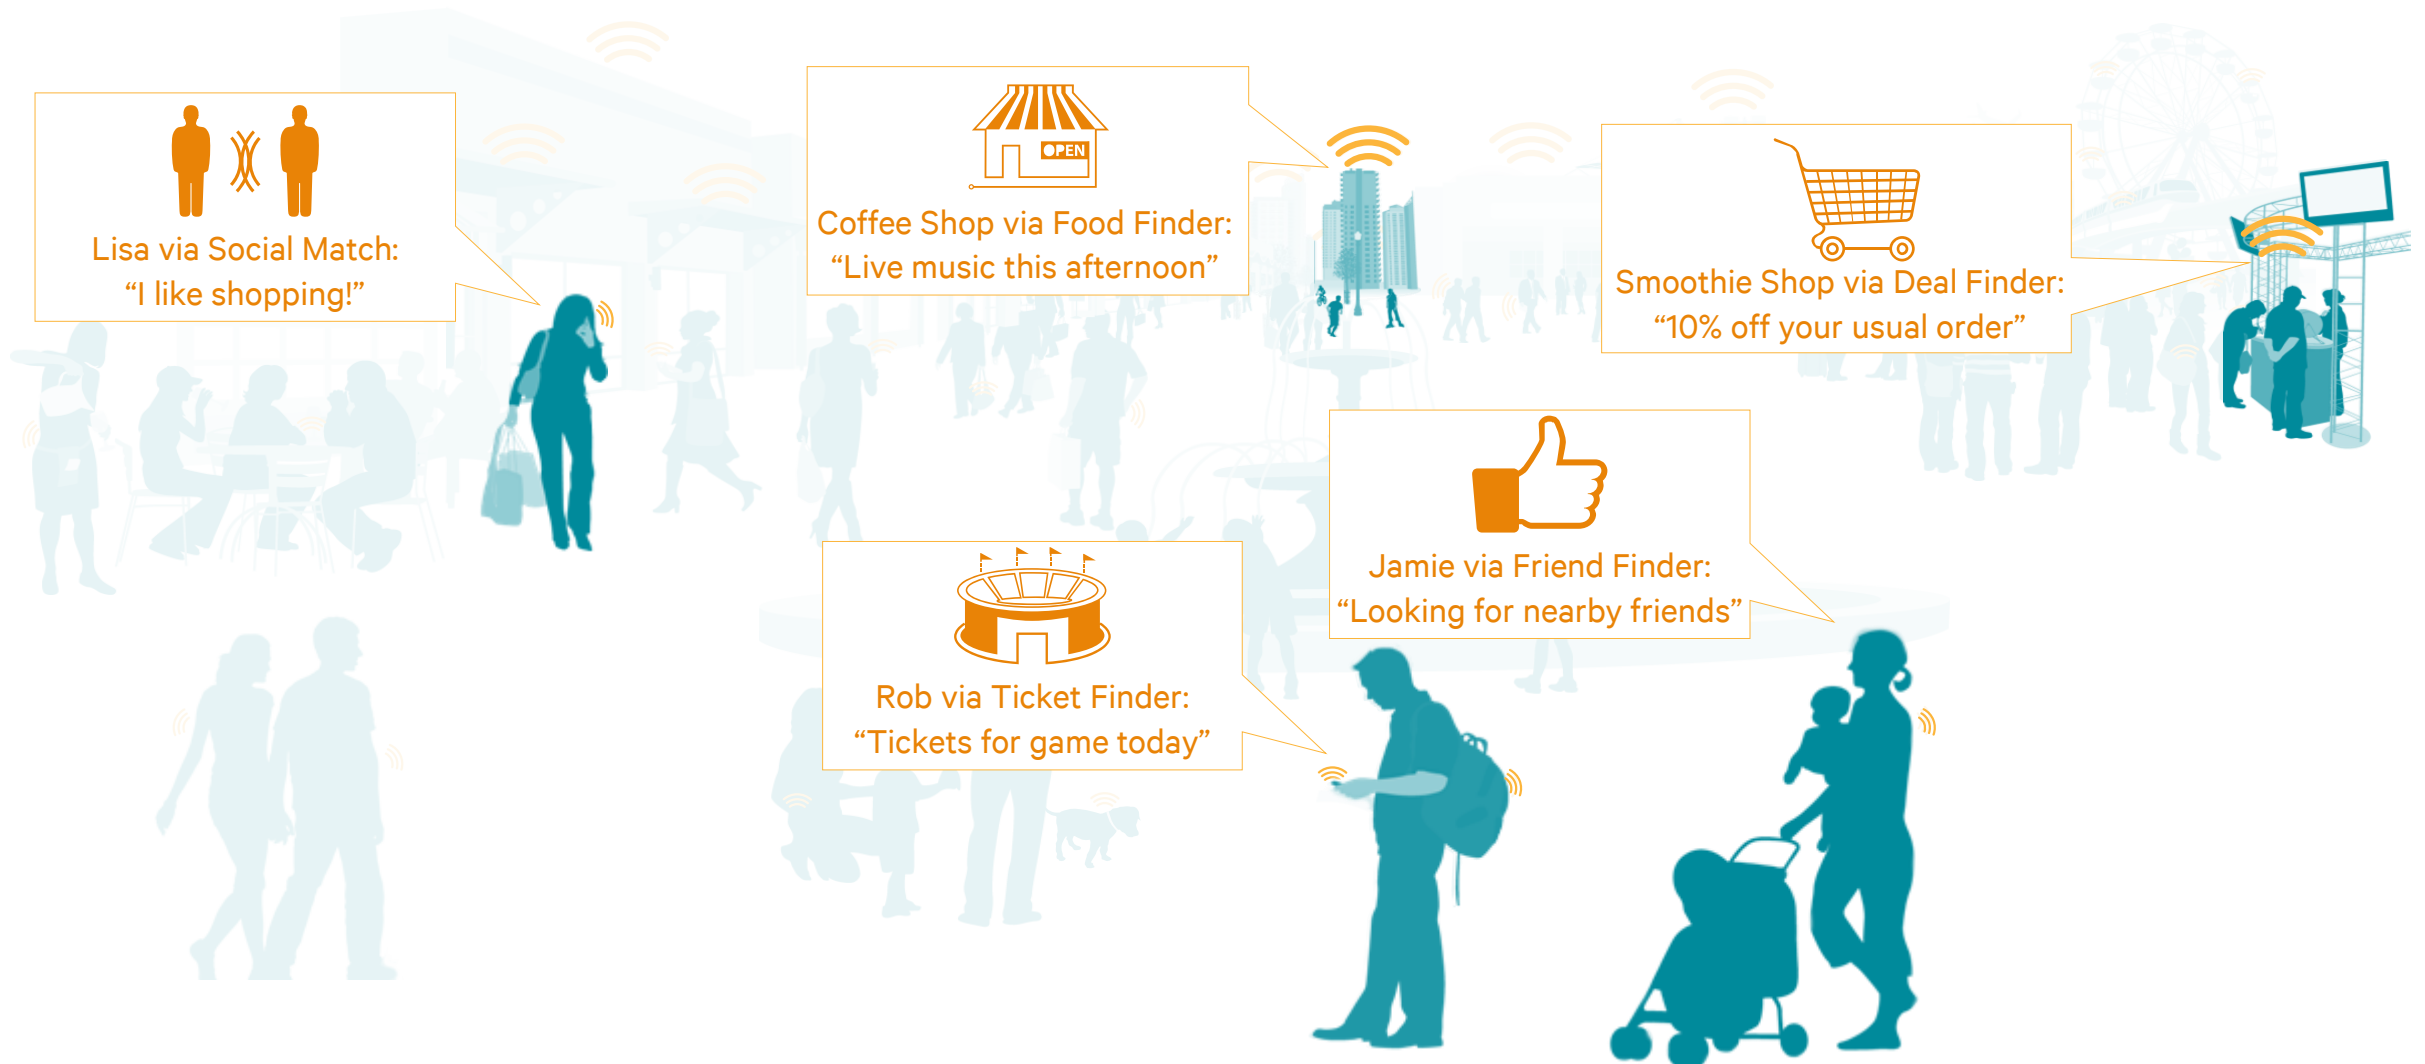 Lisa via Social Match:
“I like shopping!”
OPEN
Coffee Shop via Food Finder:
“Live music this afternoon”
Smoothie Shop via Deal Finder:
“10% off your usual order”
Jamie via Friend Finder:
“Looking for nearby friends”
Rob via Ticket Finder:
“Tickets for game today”